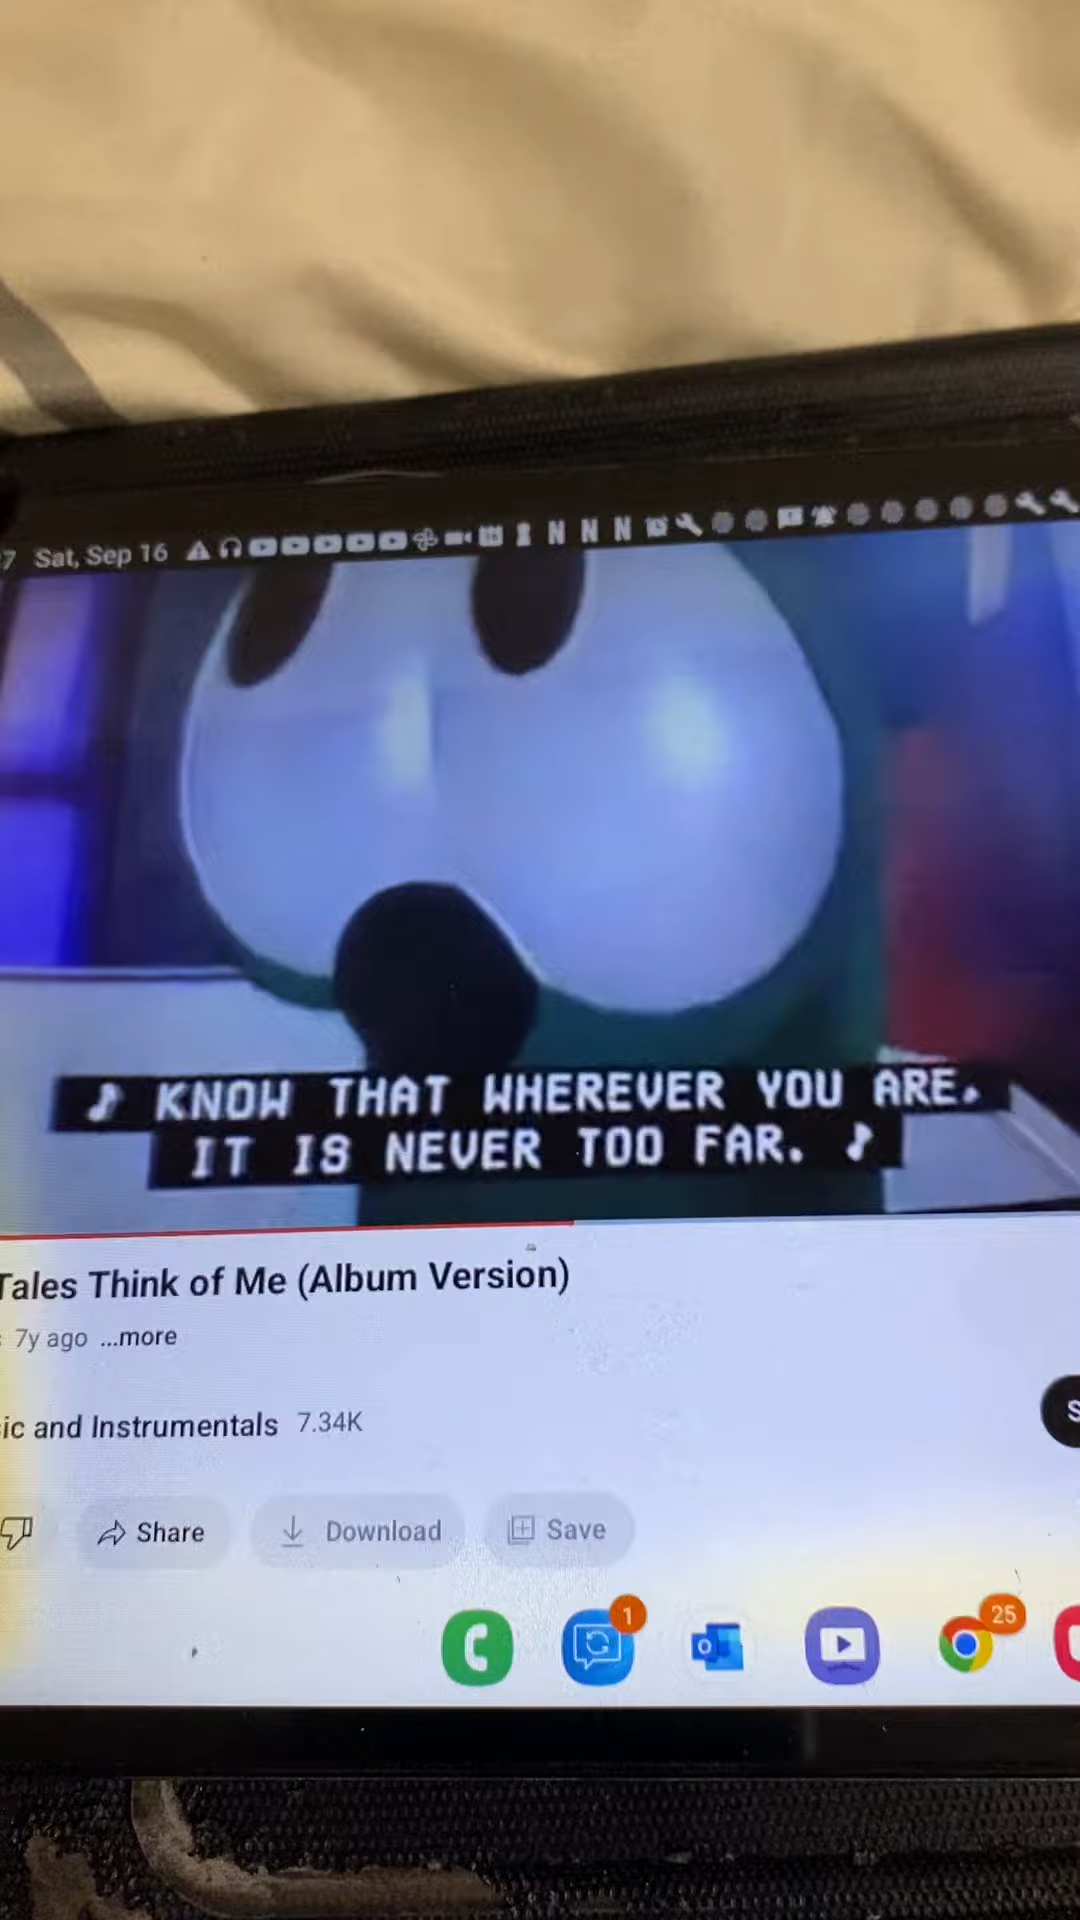 7 Sat, Sep 16 N N N
♪ KNOW THAT WHEREVER YOU ARE,
IT IS NEVER TOO FAR. ♪
Tales Think of Me (Album Version)
7y ago ...more
ic and Instrumentals 7.34K
S
Share Download Save
1
25